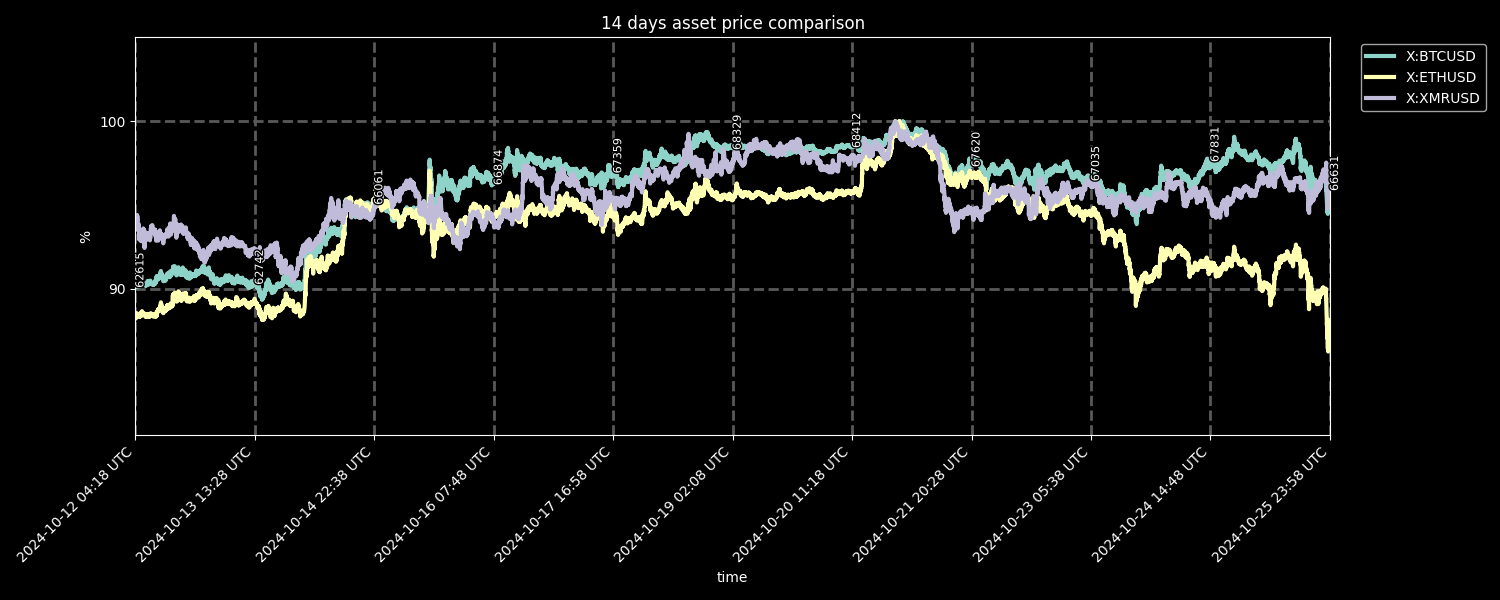 14 days asset price comparison
X:BTCUSD
X:ETHUSD
X:XMRUSD
100
90
%
62615
62742
66061
66874
67359
68329
68412
67620
67035
67831
66631
2024-10-12 04:18 UTC
2024-10-13 13:28 UTC
2024-10-14 22:38 UTC
2024-10-16 07:48 UTC
2024-10-17 16:58 UTC
2024-10-19 02:08 UTC
2024-10-20 11:18 UTC
2024-10-21 20:28 UTC
2024-10-23 05:38 UTC
2024-10-24 14:48 UTC
2024-10-25 23:58 UTC
time